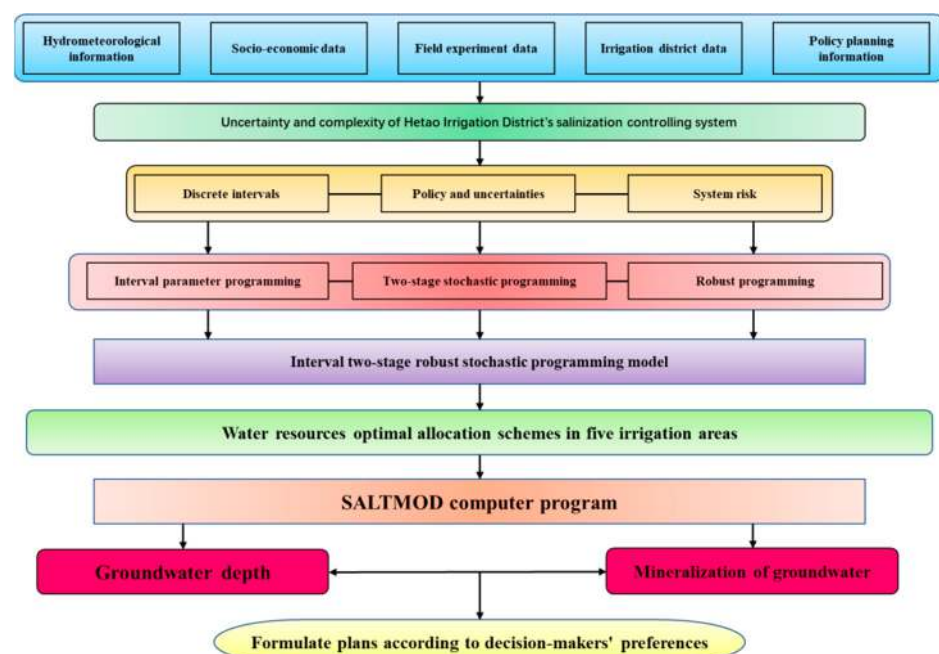 Hydrometeorological
information
Socio-economic data
Field experiment data
Irrigation district data
Policy planning
information
Uncertainty and complexity of Hetao Irrigation District's salinization controlling system
Discrete intervals
Policy and uncertainties
System risk
Interval parameter programming
Two-stage stochastic programming
Robust programming
Interval two-stage robust stochastic programming model
Water resources optimal allocation schemes in five irrigation areas
SALTMOD computer program
Groundwater depth
Mineralization of groundwater
Formulate plans according to decision-makers' preferences